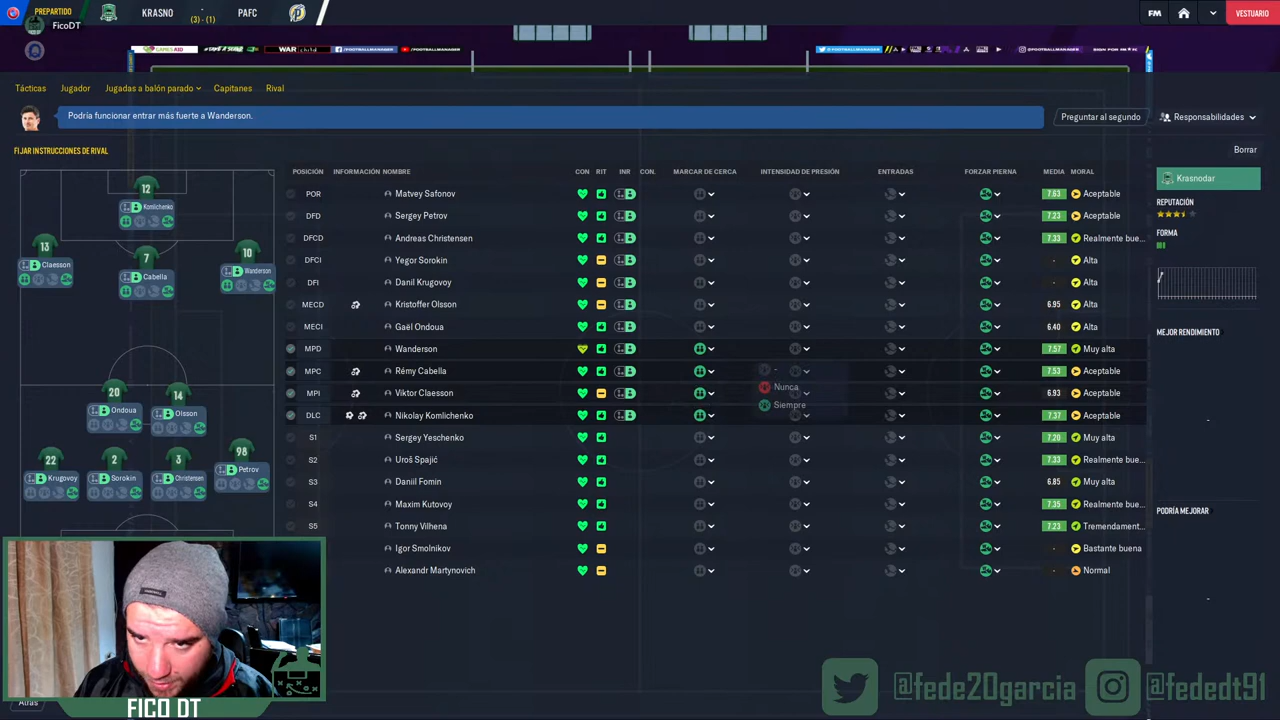 PREPARTIDO
KRASNO
-
(3) - (1)
PAFC
FM
VESTUARIO
FicoDT
Tácticas
Jugador
Jugadas a balón parado
Capitanes
Rival
Podría funcionar entrar más fuerte a Wanderson.
Preguntar al segundo
Responsabilidades
FIJAR INSTRUCCIONES DE RIVAL
Borrar
POSICIÓN INFORMACIÓN NOMBRE CON RIT INR CON. MARCAR DE CERCA INTENSIDAD DE PRESIÓN ENTRADAS FORZAR PIERNA MEDIA MORAL
POR Matvey Safonov 7.63 Aceptable
DFD Sergey Petrov 7.23 Aceptable
DFCD Andreas Christensen 7.33 Realmente bue...
DFCI Yegor Sorokin - Alta
DFI Danil Krugovoy - Alta
MECD Kristoffer Olsson 6.95 Alta
MECI Gaël Ondoua 6.40 Alta
MPD Wanderson 7.57 Muy alta
MPC Rémy Cabella 7.53 Aceptable
MPI Viktor Claesson 6.93 Aceptable
DLC Nikolay Komlichenko 7.37 Aceptable
S1 Sergey Yeschenko 7.20 Muy alta
S2 Uroš Spajić 7.33 Realmente bue...
S3 Daniil Fomin 6.85 Muy alta
S4 Maxim Kutovoy 7.35 Realmente bue...
S5 Tonny Vilhena 7.23 Tremendament...
Igor Smolnikov - Bastante buena
Alexandr Martynovich - Normal
-
Nunca
Siempre
12
Komlichenko
13
Claesson
7
Cabella
10
Wanderson
20
Ondoua
14
Olsson
22
Krugovoy
2
Sorokin
3
Christensen
98
Petrov
Krasnodar
REPUTACIÓN
FORMA
MEJOR RENDIMIENTO
-
PODRÍA MEJORAR
-
Atrás
FICO DT
@fede20garcia
@fededt91